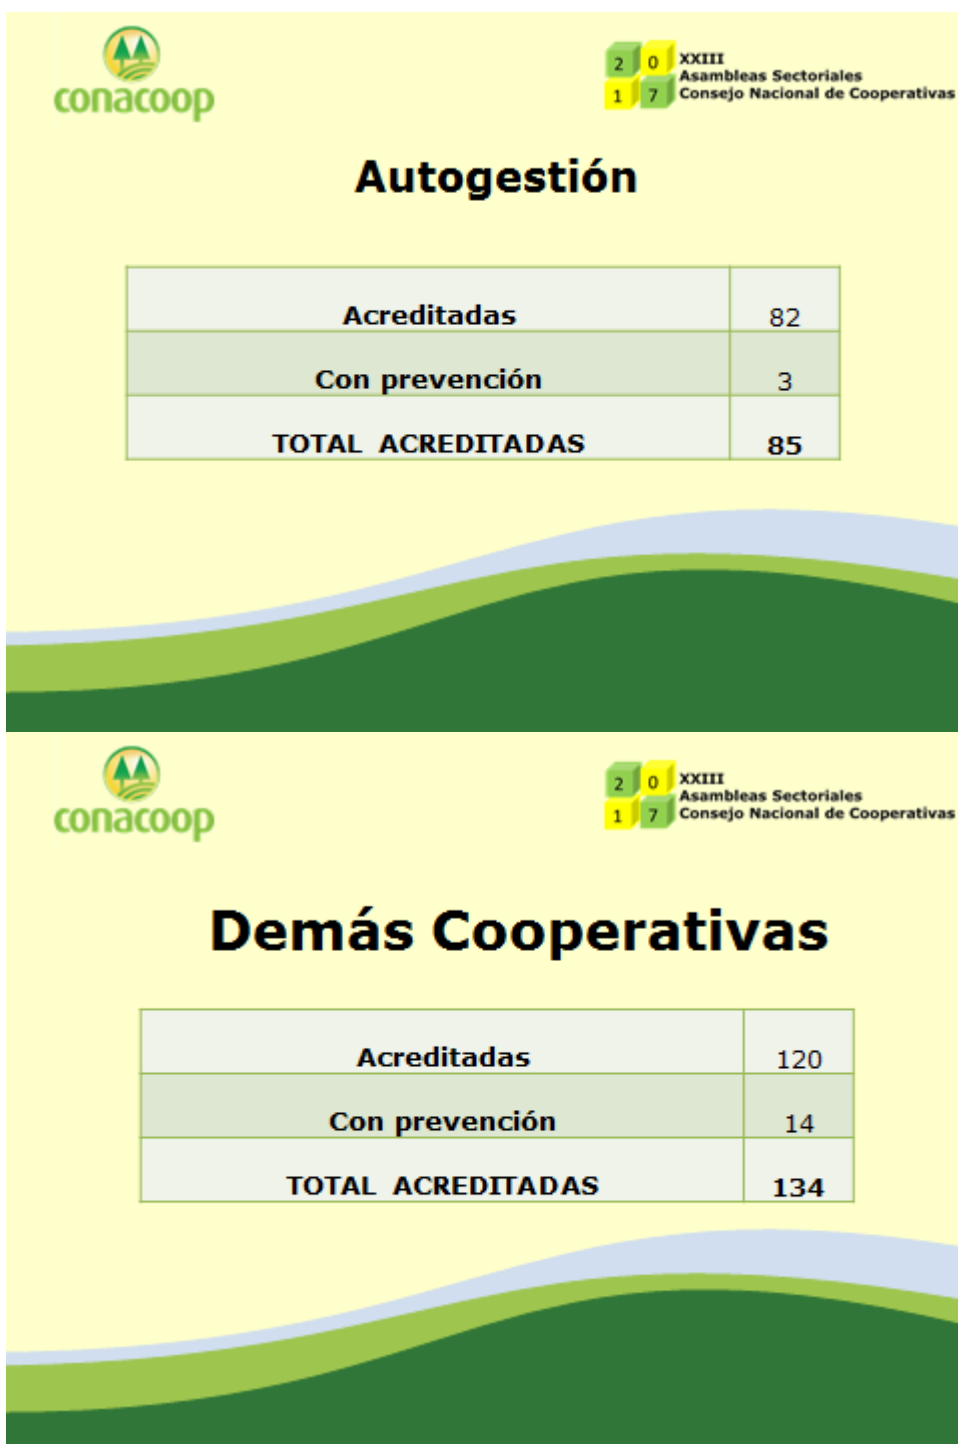 conacoop
2 0
1 7
XXIII
Asambleas Sectoriales
Consejo Nacional de Cooperativas
Autogestión
Acreditadas 82
Con prevención 3
TOTAL ACREDITADAS 85
conacoop
2 0
1 7
XXIII
Asambleas Sectoriales
Consejo Nacional de Cooperativas
Demás Cooperativas
Acreditadas 120
Con prevención 14
TOTAL ACREDITADAS 134